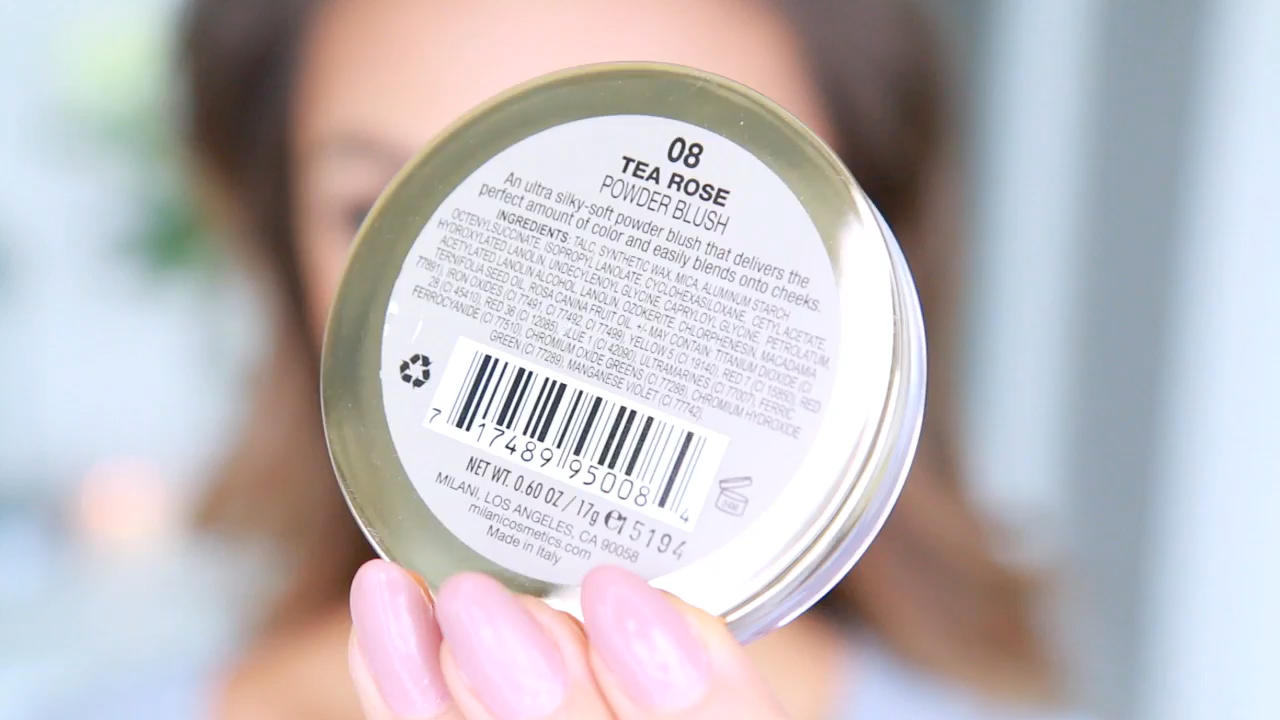 08
TEA ROSE
POWDER BLUSH
An ultra silky-soft powder blush that delivers the
perfect amount of color and easily blends onto cheeks.
INGREDIENTS: TALC, SYNTHETIC WAX, MICA, ALUMINUM STARCH
OCTENYLSUCCINATE, ISOPROPYL LANOLATE, CYCLOHEXASILOXANE, CETYL ACETATE,
HYDROXYLATED LANOLIN, UNDECYLENOYL GLYCINE, CAPRYLOYL GLYCINE, PETROLATUM,
ACETYLATED LANOLIN ALCOHOL, LANOLIN, OZOKERITE, CHLORPHENESIN, MACADAMIA
TERNIFOLIA SEED OIL, ROSA CANINA FRUIT OIL. +/- MAY CONTAIN: TITANIUM DIOXIDE (CI
77891), IRON OXIDES (CI 77491, CI 77492, CI 77499), YELLOW 5 (CI 19140), RED 7 (CI 15850), RED
28 (CI 45410), RED 36 (CI 12085), BLUE 1 (CI 42090), ULTRAMARINES (CI 77007), FERRIC
FERROCYANIDE (CI 77510), CHROMIUM OXIDE GREENS (CI 77288), CHROMIUM HYDROXIDE
GREEN (CI 77289), MANGANESE VIOLET (CI 77742).
7 17489 95008 4
NET WT. 0.60 OZ / 17g e 15194
MILANI, LOS ANGELES, CA 90058
milanicosmetics.com
Made in Italy